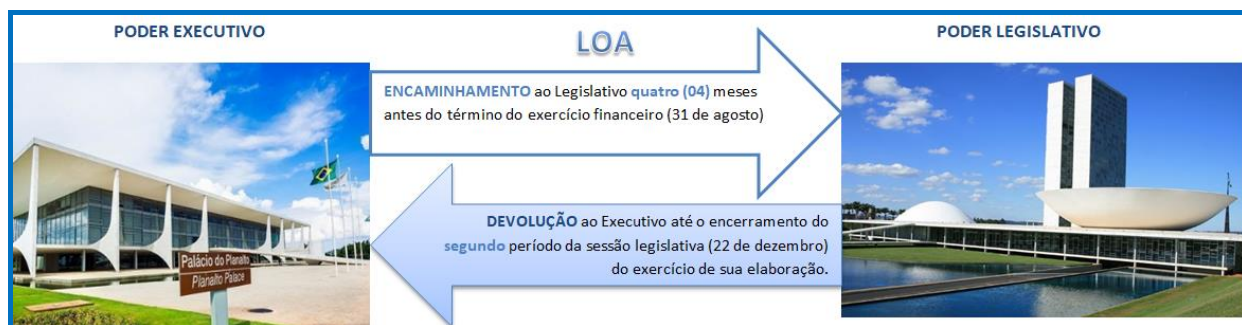 PODER EXECUTIVO
LOA
PODER LEGISLATIVO
ENCAMINHAMENTO ao Legislativo quatro (04) meses
antes do término do exercício financeiro (31 de agosto)
DEVOLUÇÃO ao Executivo até o encerramento do
segundo período da sessão legislativa (22 de dezembro)
do exercício de sua elaboração.
Palácio do Planalto
Planalto Palace